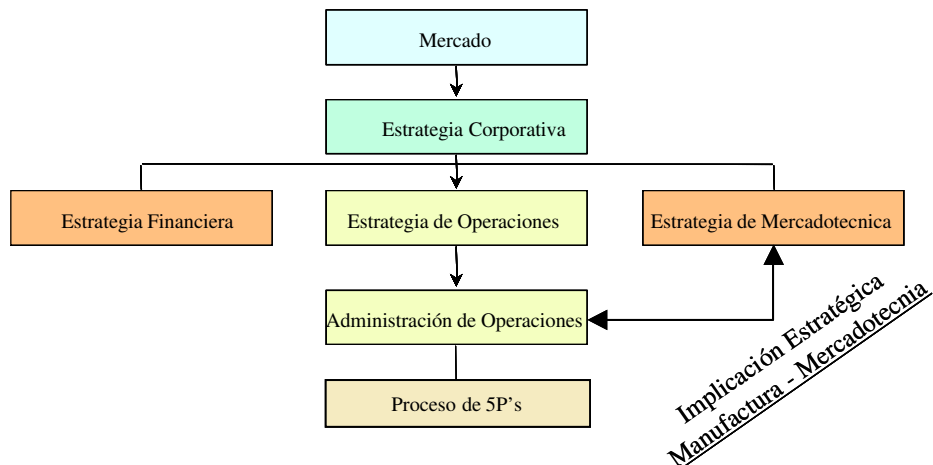 Mercado
Estrategia Corporativa
Estrategia Financiera
Estrategia de Operaciones
Estrategia de Mercadotecnica
Administración de Operaciones
Implicación Estratégica
Manufactura - Mercadotecnia
Proceso de 5P's